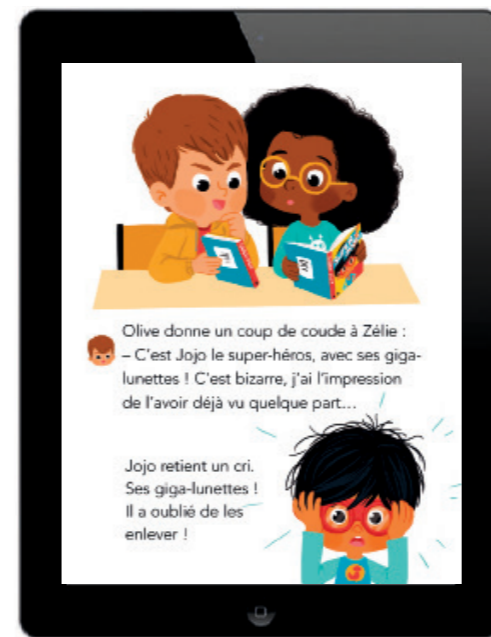 Olive donne un coup de coude à Zélie :
– C'est Jojo le super-héros, avec ses giga-
lunettes ! C'est bizarre, j'ai l'impression
de l'avoir déjà vu quelque part…
Jojo retient un cri.
Ses giga-lunettes !
Il a oublié de les
enlever !
J